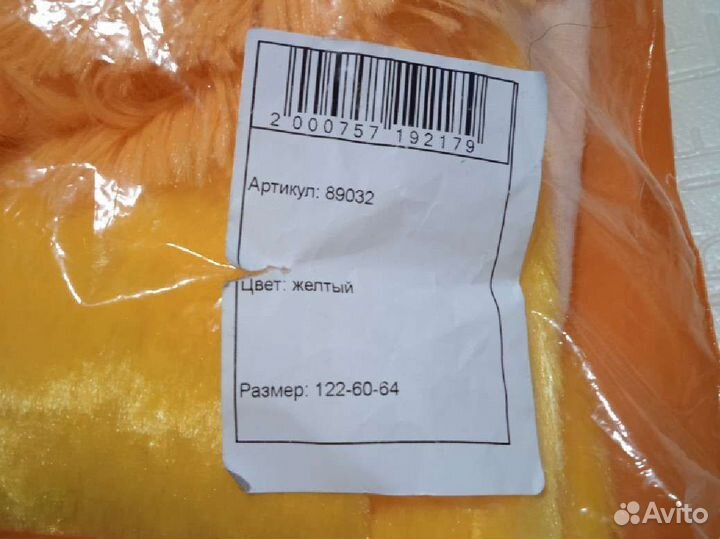 2 000757 192179
Артикул: 89032
Цвет: желтый
Размер: 122-60-64
Avito